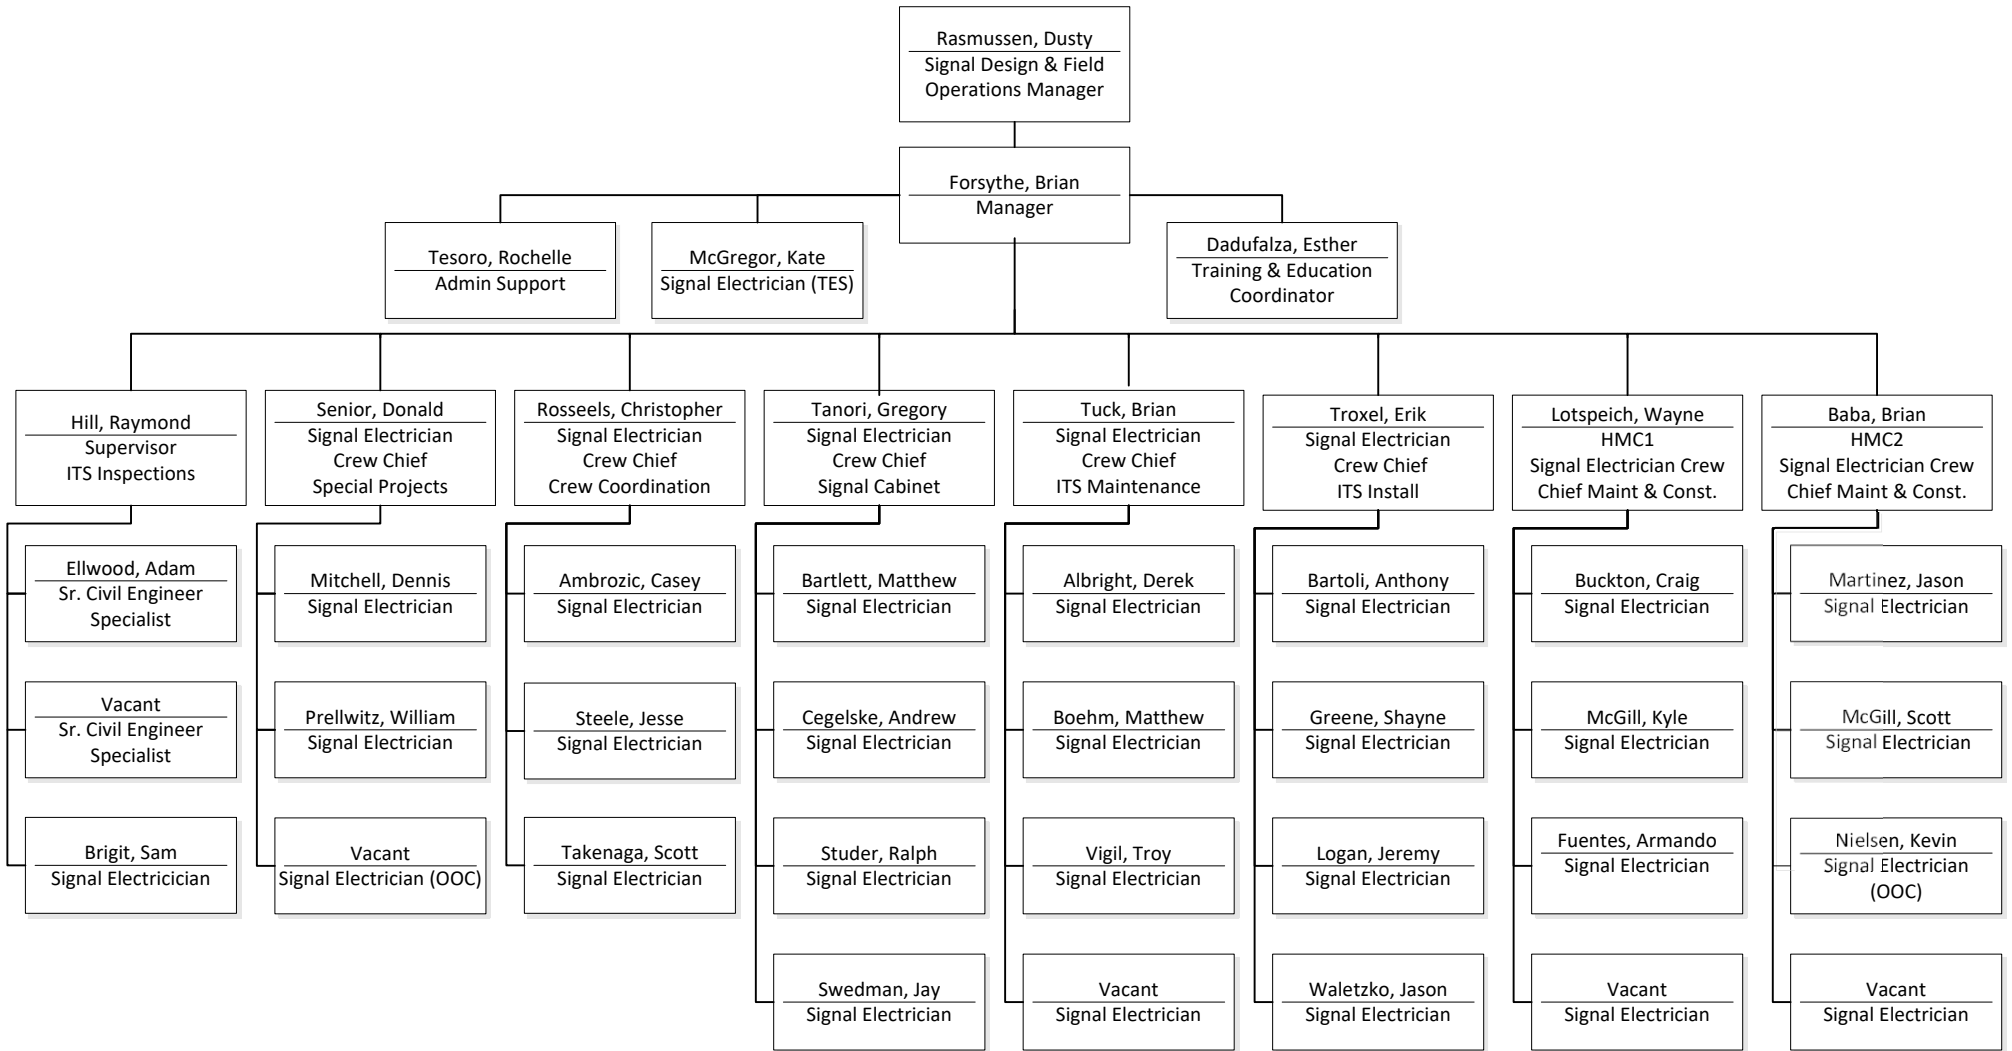 Rasmussen, Dusty
Signal Design & Field
Operations Manager
Forsythe, Brian
Manager
Tesoro, Rochelle
Admin Support
McGregor, Kate
Signal Electrician (TES)
Dadufalza, Esther
Training & Education
Coordinator
Hill, Raymond
Supervisor
ITS Inspections
Senior, Donald
Signal Electrician
Crew Chief
Special Projects
Rosseels, Christopher
Signal Electrician
Crew Chief
Crew Coordination
Tanori, Gregory
Signal Electrician
Crew Chief
Signal Cabinet
Tuck, Brian
Signal Electrician
Crew Chief
ITS Maintenance
Troxel, Erik
Signal Electrician
Crew Chief
ITS Install
Lotspeich, Wayne
HMC1
Signal Electrician Crew
Chief Maint & Const.
Baba, Brian
HMC2
Signal Electrician Crew
Chief Maint & Const.
Ellwood, Adam
Sr. Civil Engineer
Specialist
Mitchell, Dennis
Signal Electrician
Ambrozic, Casey
Signal Electrician
Bartlett, Matthew
Signal Electrician
Albright, Derek
Signal Electrician
Bartoli, Anthony
Signal Electrician
Buckton, Craig
Signal Electrician
Martinez, Jason
Signal Electrician
Vacant
Sr. Civil Engineer
Specialist
Prellwitz, William
Signal Electrician
Steele, Jesse
Signal Electrician
Cegelske, Andrew
Signal Electrician
Boehm, Matthew
Signal Electrician
Greene, Shayne
Signal Electrician
McGill, Kyle
Signal Electrician
McGill, Scott
Signal Electrician
Brigit, Sam
Signal Electricician
Vacant
Signal Electrician (OOC)
Takenaga, Scott
Signal Electrician
Studer, Ralph
Signal Electrician
Vigil, Troy
Signal Electrician
Logan, Jeremy
Signal Electrician
Fuentes, Armando
Signal Electrician
Nielsen, Kevin
Signal Electrician
(OOC)
Swedman, Jay
Signal Electrician
Vacant
Signal Electrician
Waletzko, Jason
Signal Electrician
Vacant
Signal Electrician
Vacant
Signal Electrician